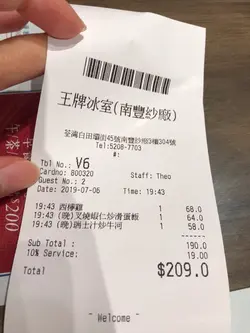 王牌冰室(南豐紗廠)
荃灣白田壩街45號南豐紗廠3樓304號
Tel:5208-7703
#:
Tbl No.: V6
Cardno: B00320 Staff: Theo
Guest No.: 2
Date: 2019-07-06 Time: 19:43
19:43 西檸雞 1 68.0
19:43 (晚)叉燒蝦仁炒滑蛋飯 1 64.0
19:43 (晚)瑞士汁炒牛河 1 58.0
Sub Total : 190.0
10% Service : 19.00
Total $209.0
~ Welcome ~
$200